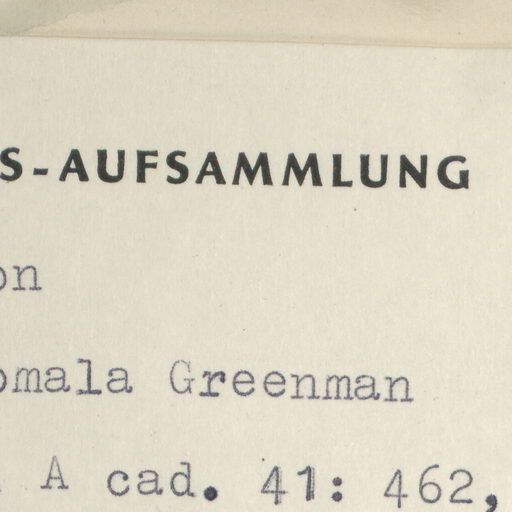 S-AUFSAMMLUNG
on
omala Greenman
A cad. 41: 462,